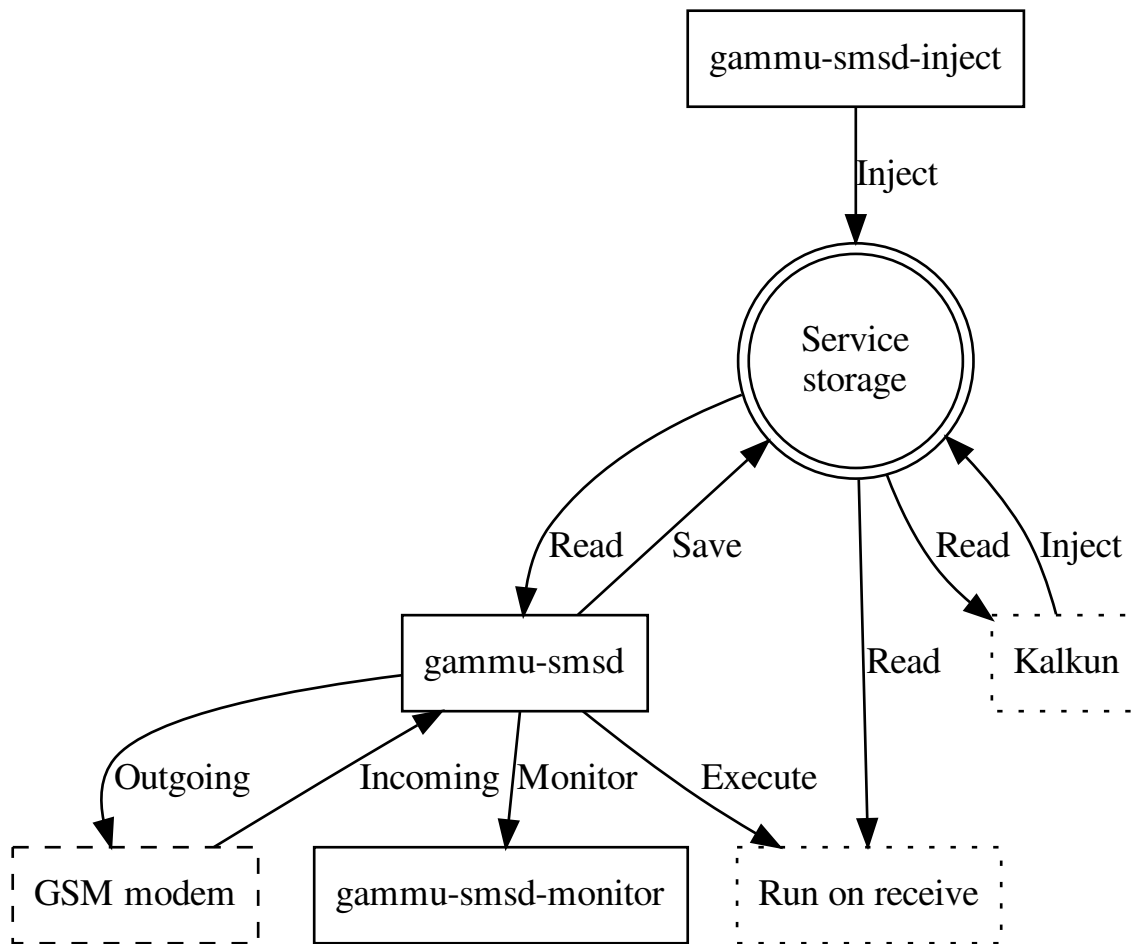 gammu-smsd-inject
Inject
Service
storage
Read
Save
Read
Inject
gammu-smsd
Read
Kalkun
Outgoing
Incoming
Monitor
Execute
GSM modem
gammu-smsd-monitor
Run on receive